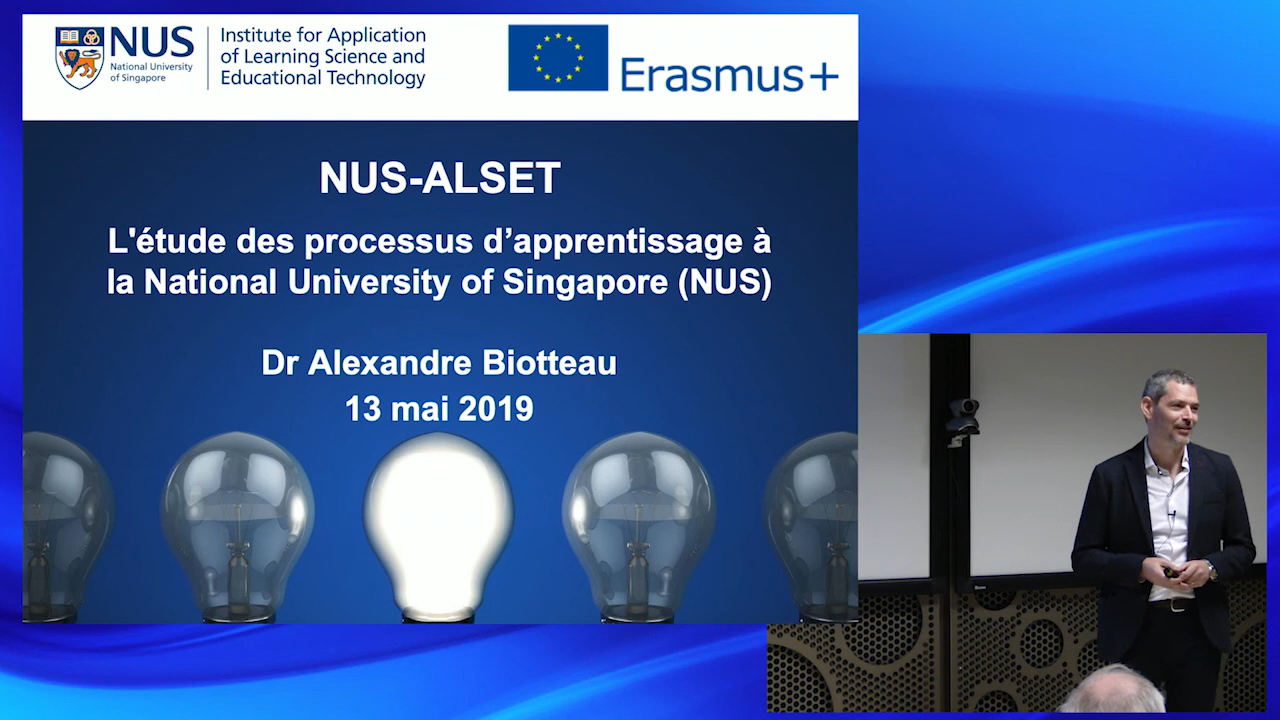 NUS
National University
of Singapore
Institute for Application
of Learning Science and
Educational Technology
Erasmus+
NUS-ALSET
L'étude des processus d’apprentissage à
la National University of Singapore (NUS)
Dr Alexandre Biotteau
13 mai 2019